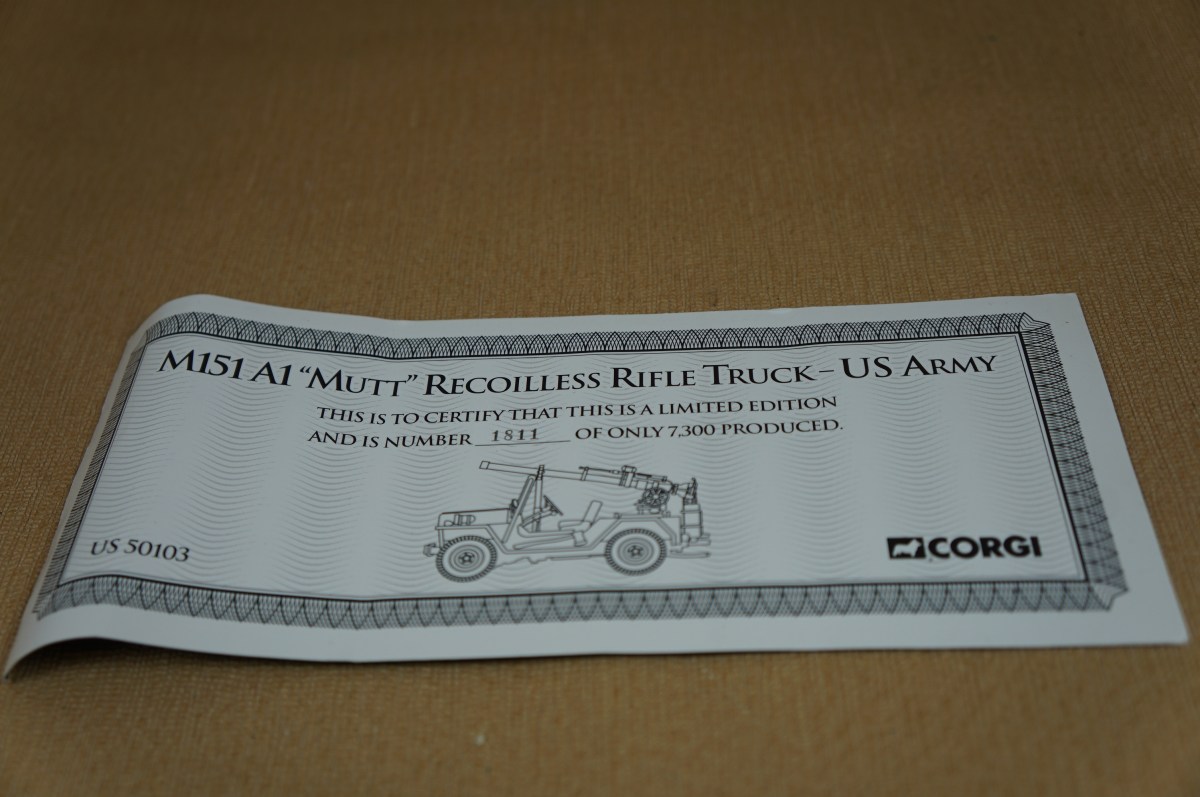 M151 A1 “MUTT” RECOILLESS RIFLE TRUCK – US ARMY
THIS IS TO CERTIFY THAT THIS IS A LIMITED EDITION
AND IS NUMBER 1811 OF ONLY 7,300 PRODUCED.
US 50103
CORGI